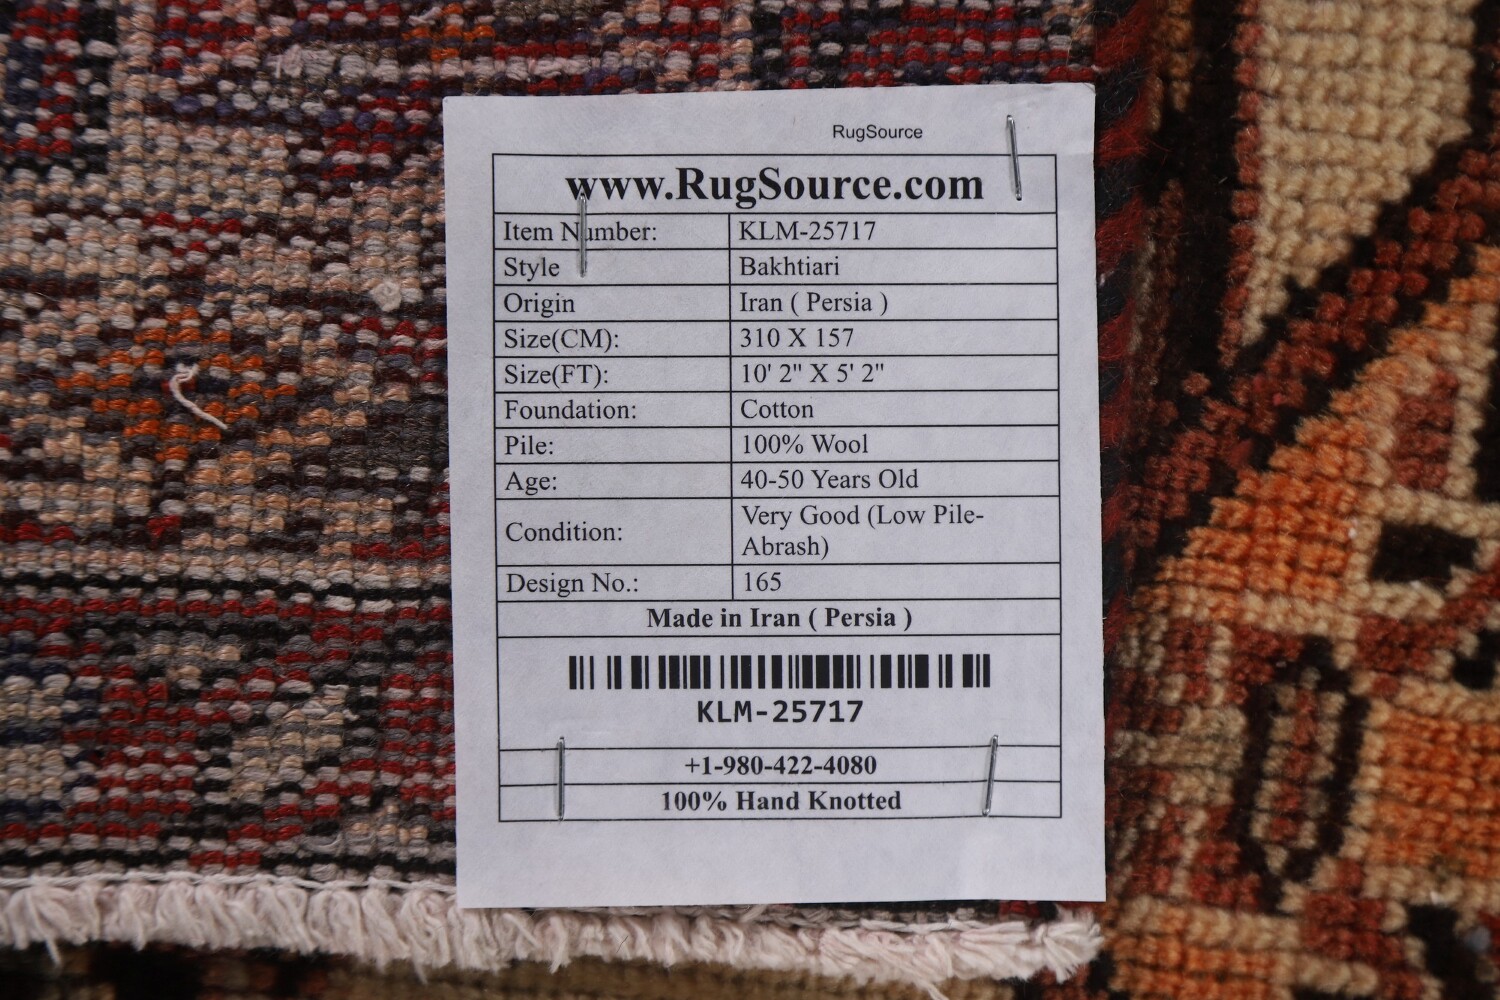 RugSource
www.RugSource.com
Item Number: KLM-25717
Style Bakhtiari
Origin Iran ( Persia )
Size(CM): 310 X 157
Size(FT): 10' 2" X 5' 2"
Foundation: Cotton
Pile: 100% Wool
Age: 40-50 Years Old
Condition: Very Good (Low Pile-
Abrash)
Design No.: 165
Made in Iran ( Persia )
KLM-25717
+1-980-422-4080
100% Hand Knotted